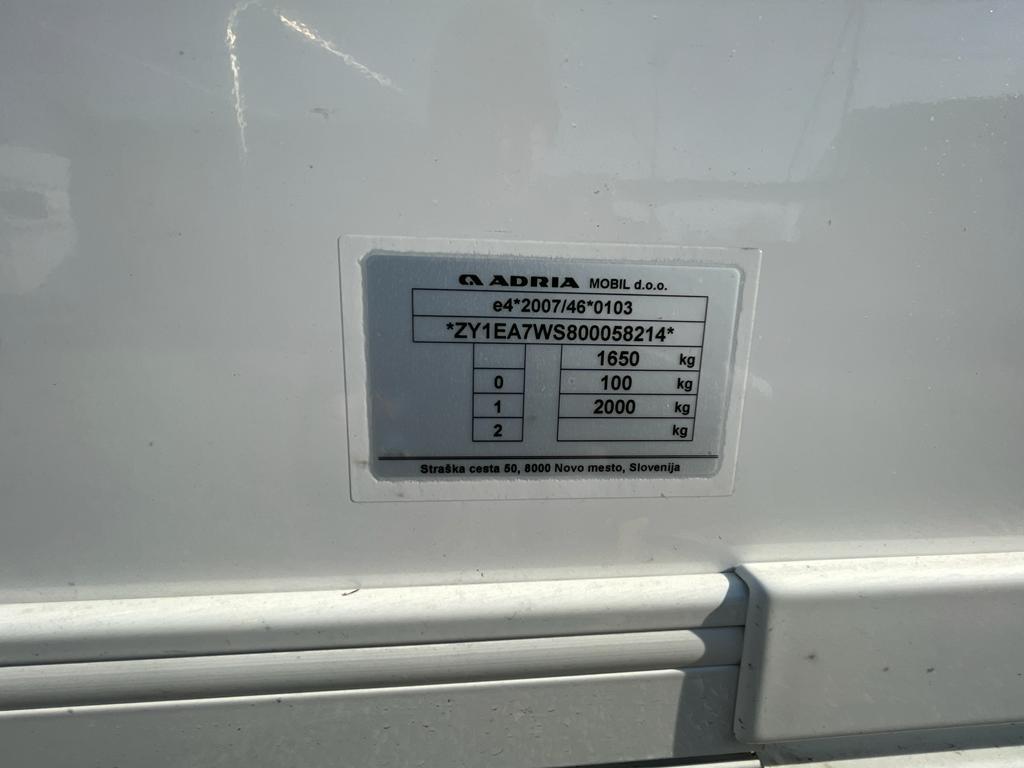 ADRIA MOBIL d.o.o.
e4*2007/46*0103
*ZY1EA7WS800058214*
1650 kg
0 100 kg
1 2000 kg
2 kg
Straška cesta 50, 8000 Novo mesto, Slovenija